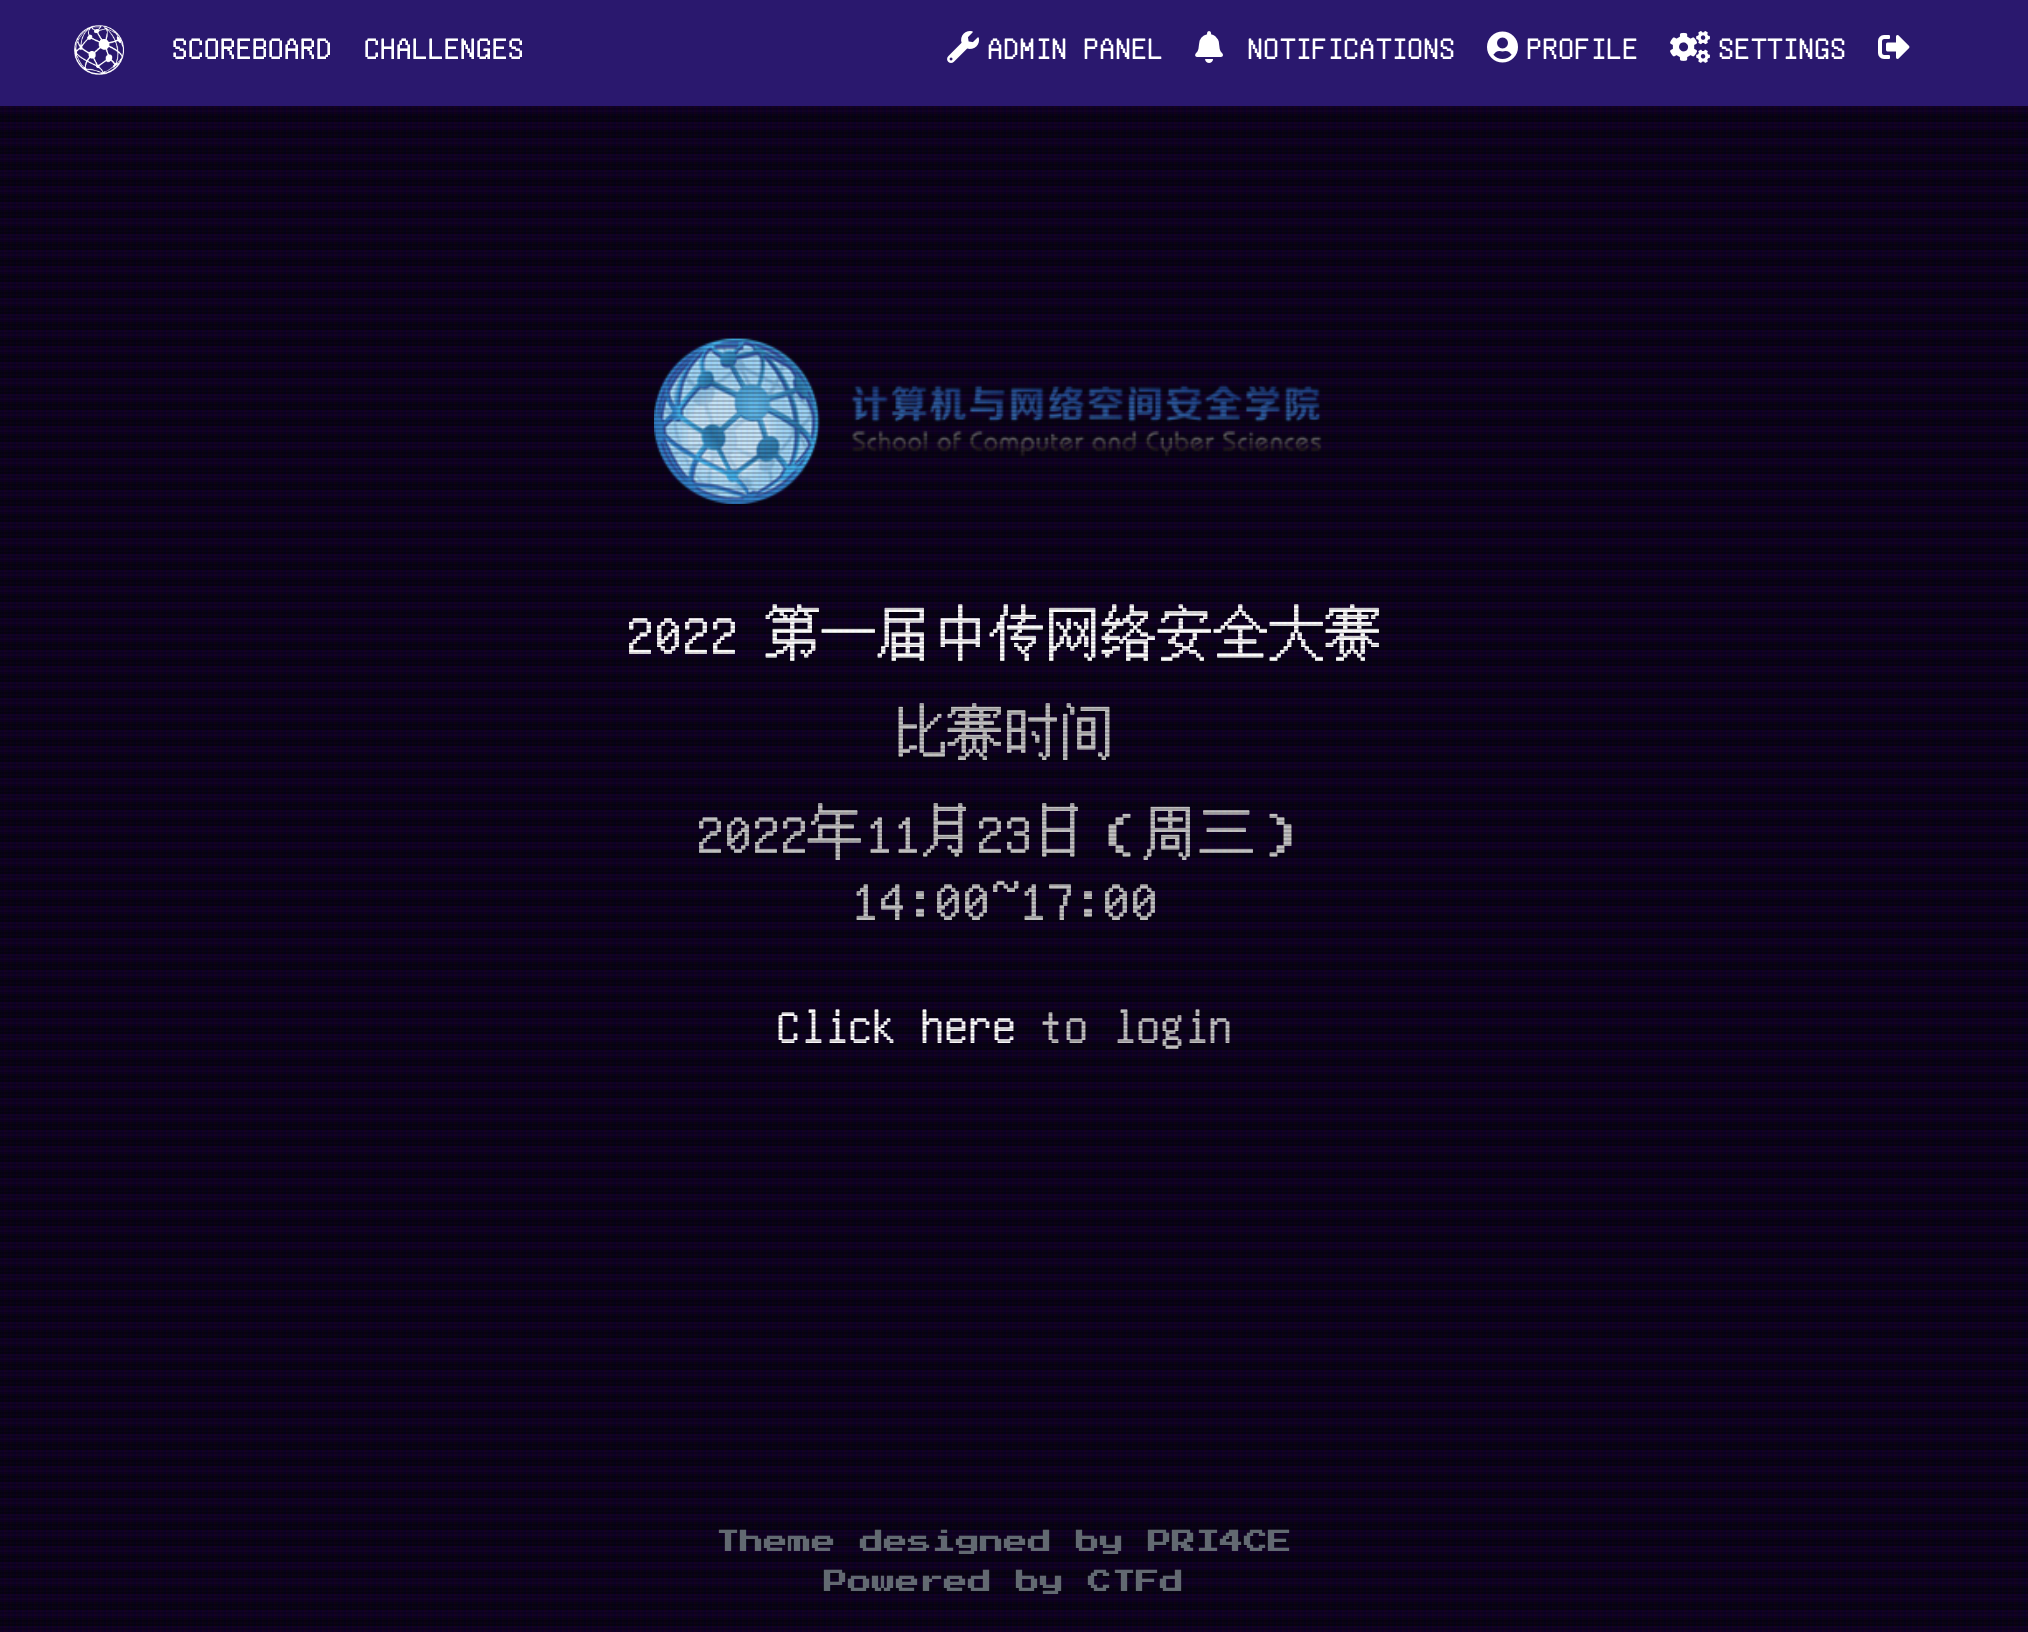 SCOREBOARD CHALLENGES ADMIN PANEL NOTIFICATIONS PROFILE SETTINGS
计算机与网络空间安全学院
School of Computer and Cyber Sciences
2022 第一届中传网络安全大赛
比赛时间
2022年11月23日（周三）
14:00~17:00
Click here to login
Theme designed by PRI4CE
Powered by CTFd